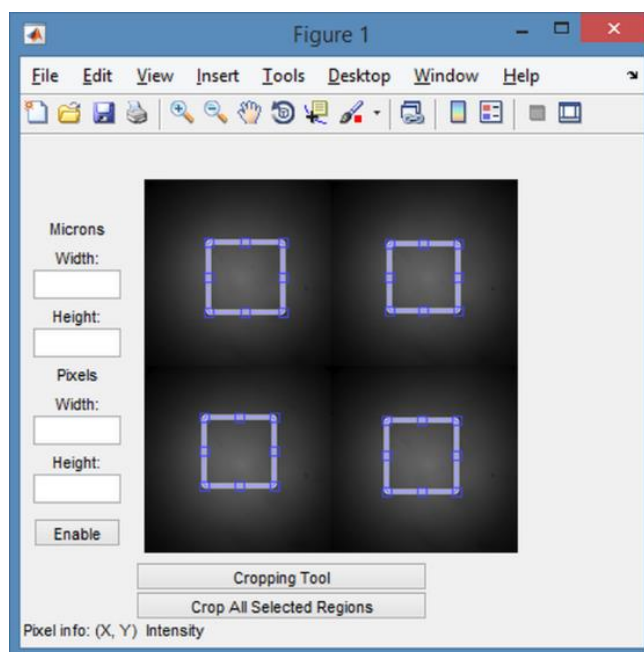 Figure 1
File Edit View Insert Tools Desktop Window Help
Microns
Width:
Height:
Pixels
Width:
Height:
Enable
Cropping Tool
Crop All Selected Regions
Pixel info: (X, Y) Intensity